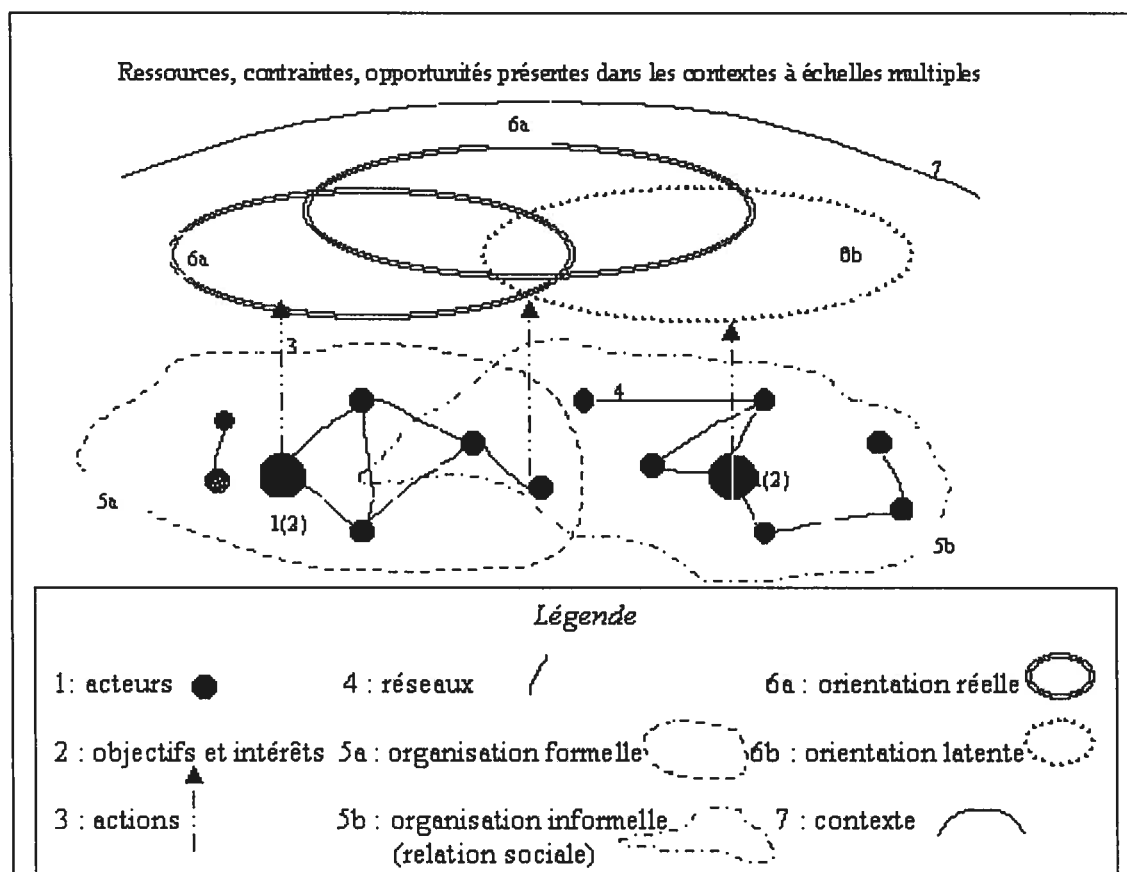 Ressources, contraintes, opportunités présentes dans les contextes à échelles multiples
6a
7
6a
6b
3
4
5a
1(2)
1(2)
5b
Légende
1: acteurs
4 : réseaux
6a : orientation réelle
2 : objectifs et intérêts
5a: organisation formelle
6b : orientation latente
3 : actions
5b : organisation informelle
(relation sociale)
7 : contexte